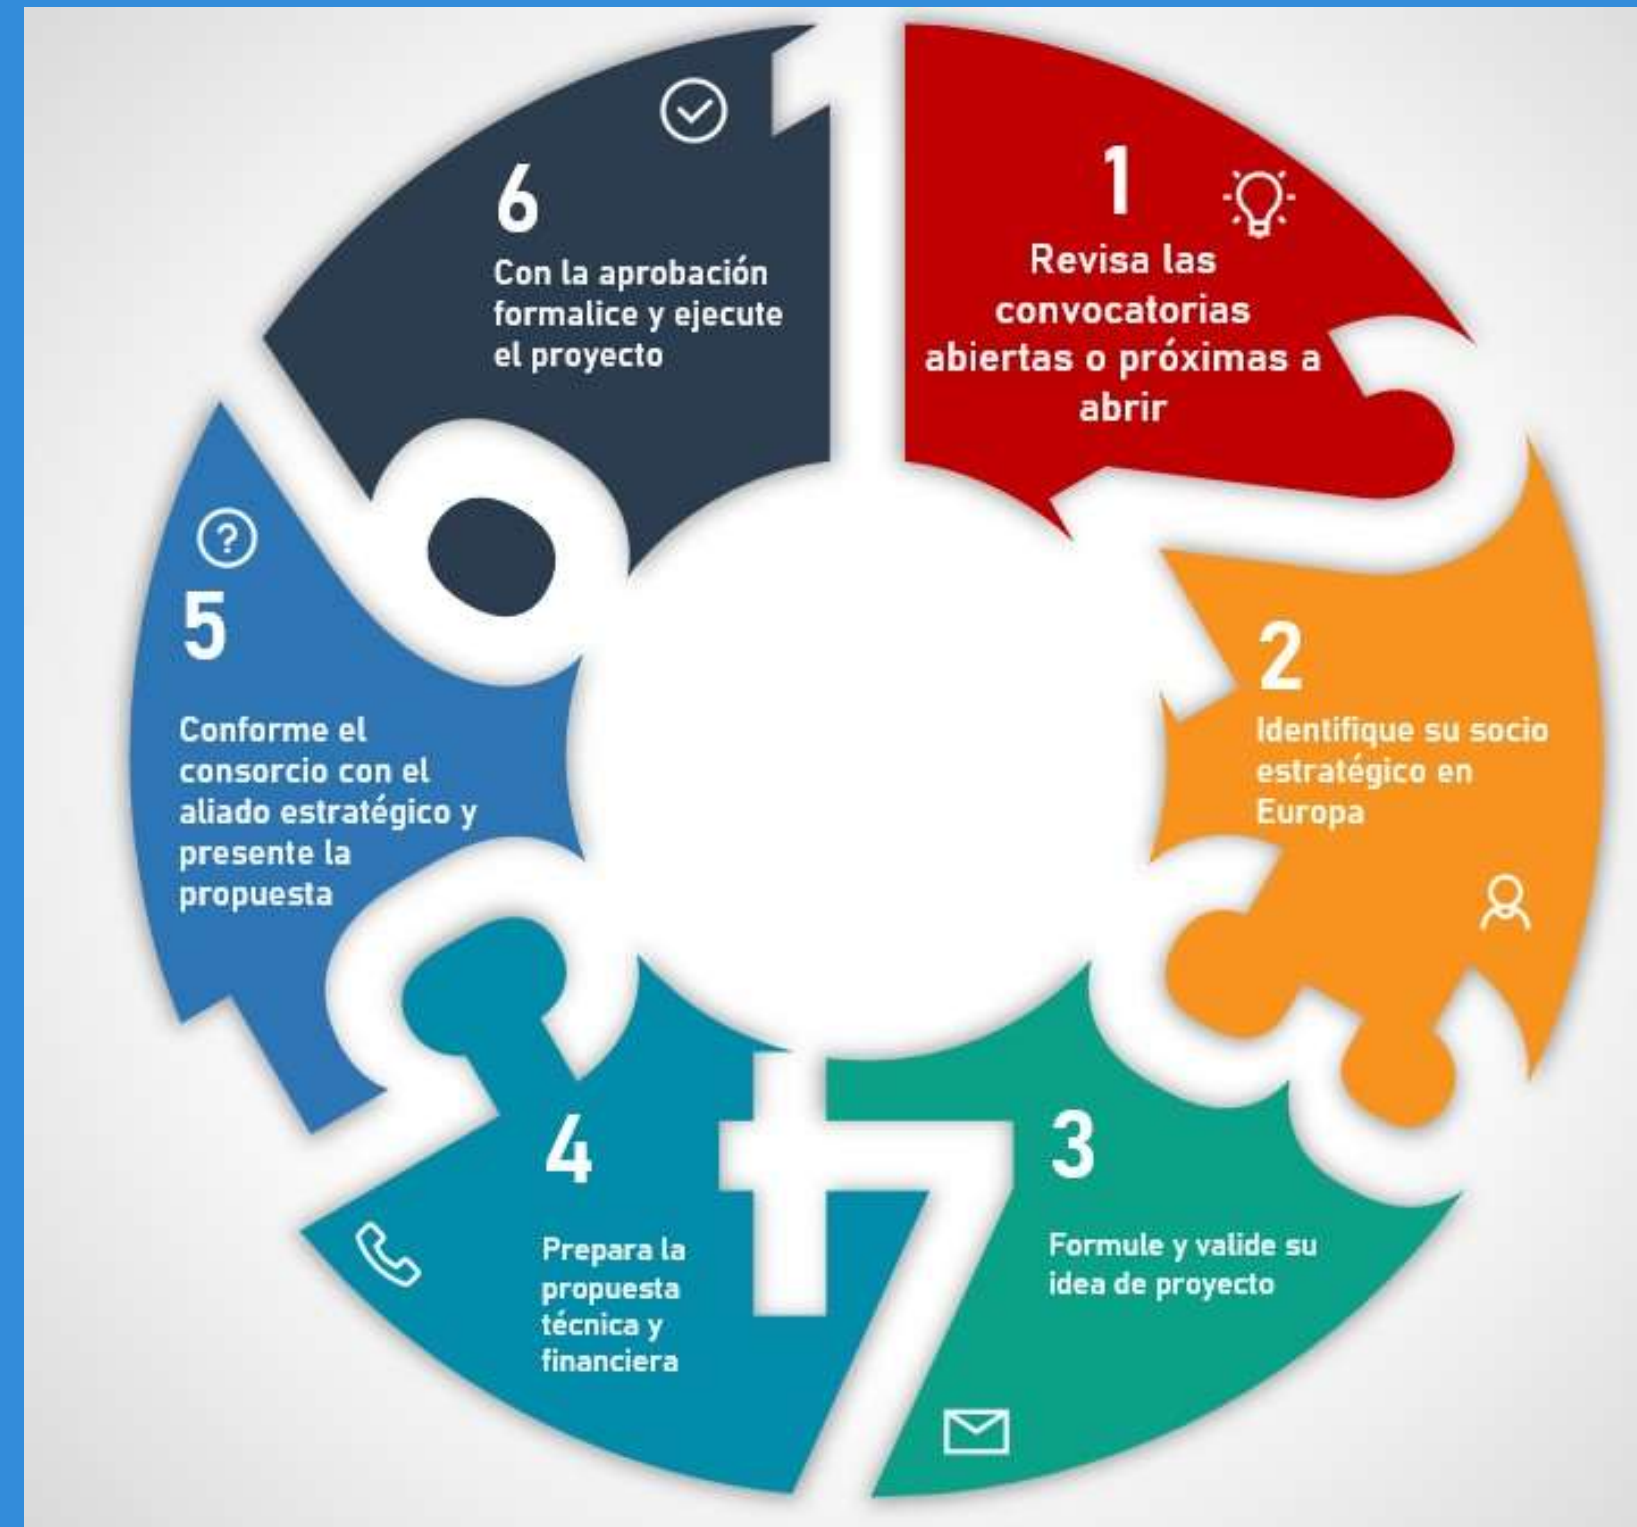 1
Revisa las
convocatorias
abiertas o próximas a
abrir
2
Identifique su socio
estratégico en
Europa
3
Formule y valide su
idea de proyecto
4
Prepara la
propuesta
técnica y
financiera
5
Conforme el
consorcio con el
aliado estratégico y
presente la
propuesta
6
Con la aprobación
formalice y ejecute
el proyecto